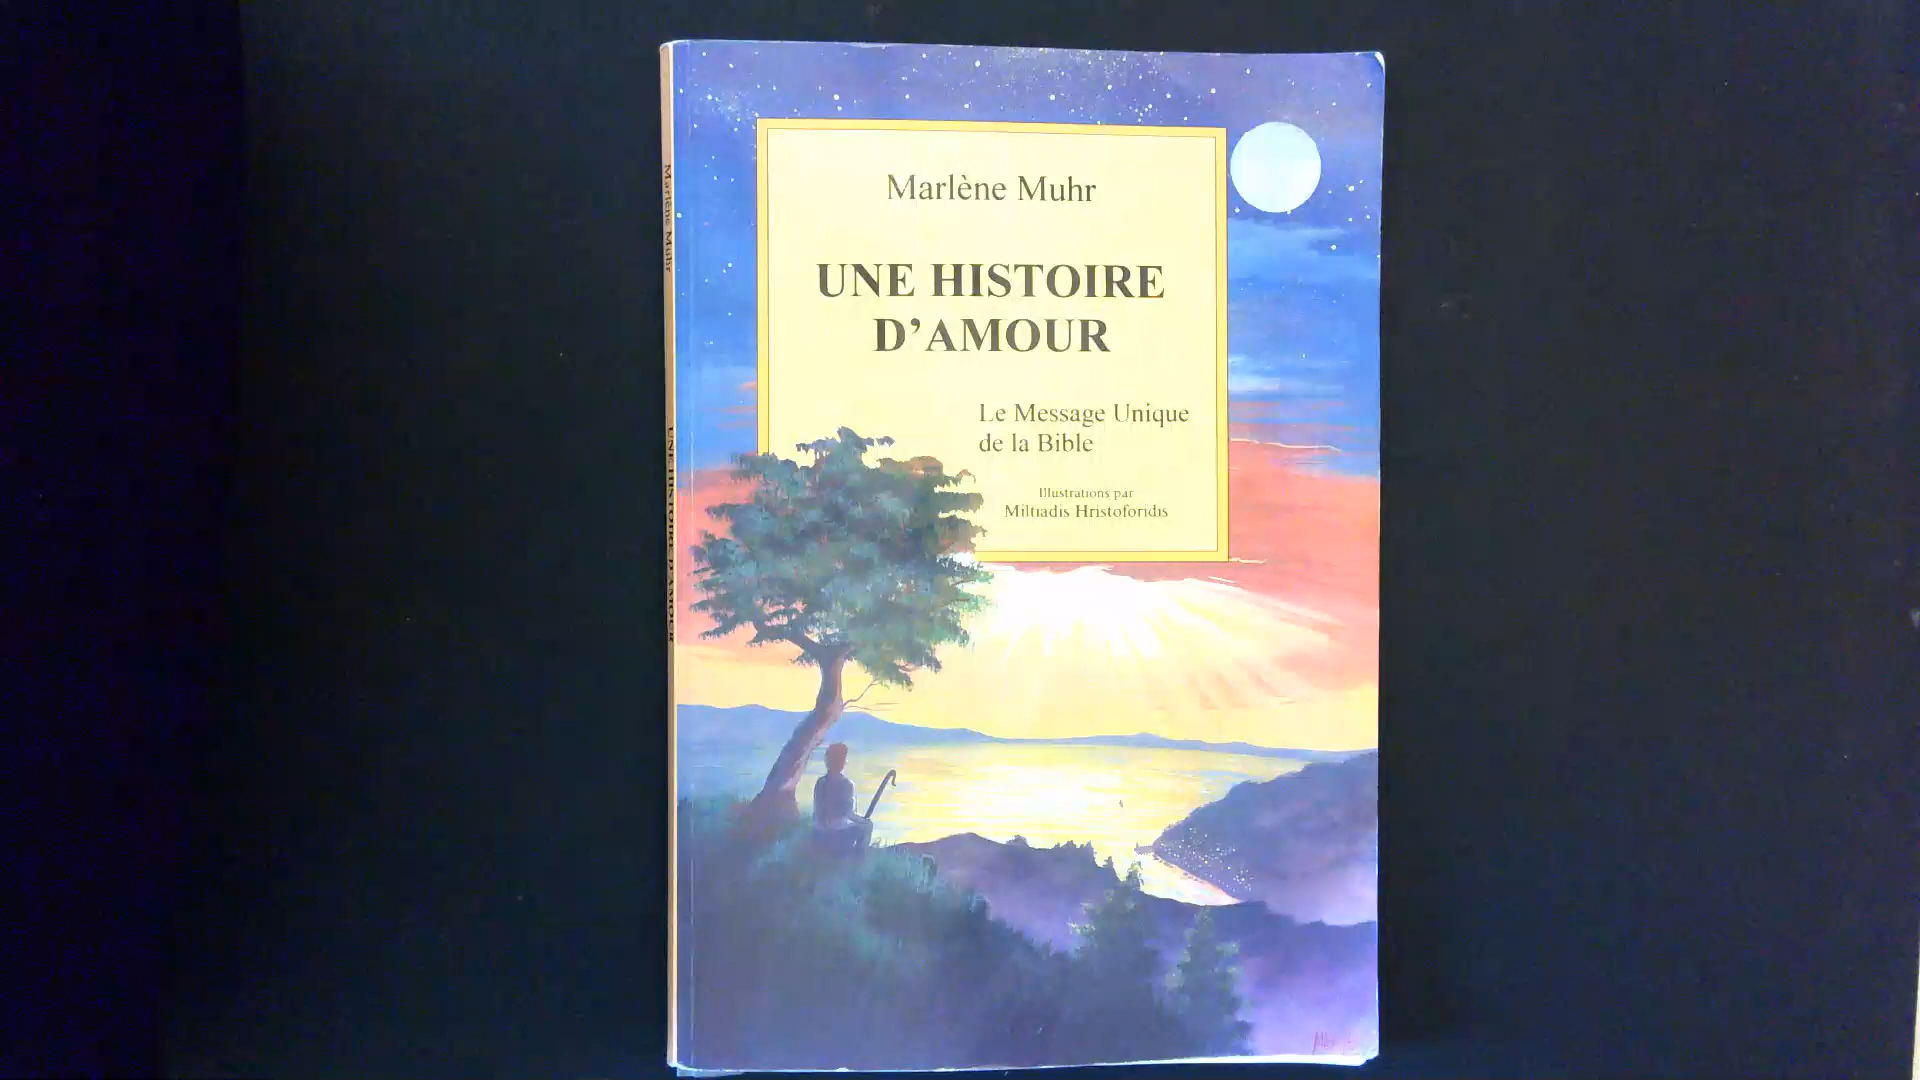 Marlène Muhr
UNE HISTOIRE
D'AMOUR
Le Message Unique
de la Bible
Illustrations par
Miltiadis Hristoforidis
Marlène Muhr
UNE HISTOIRE D'AMOUR